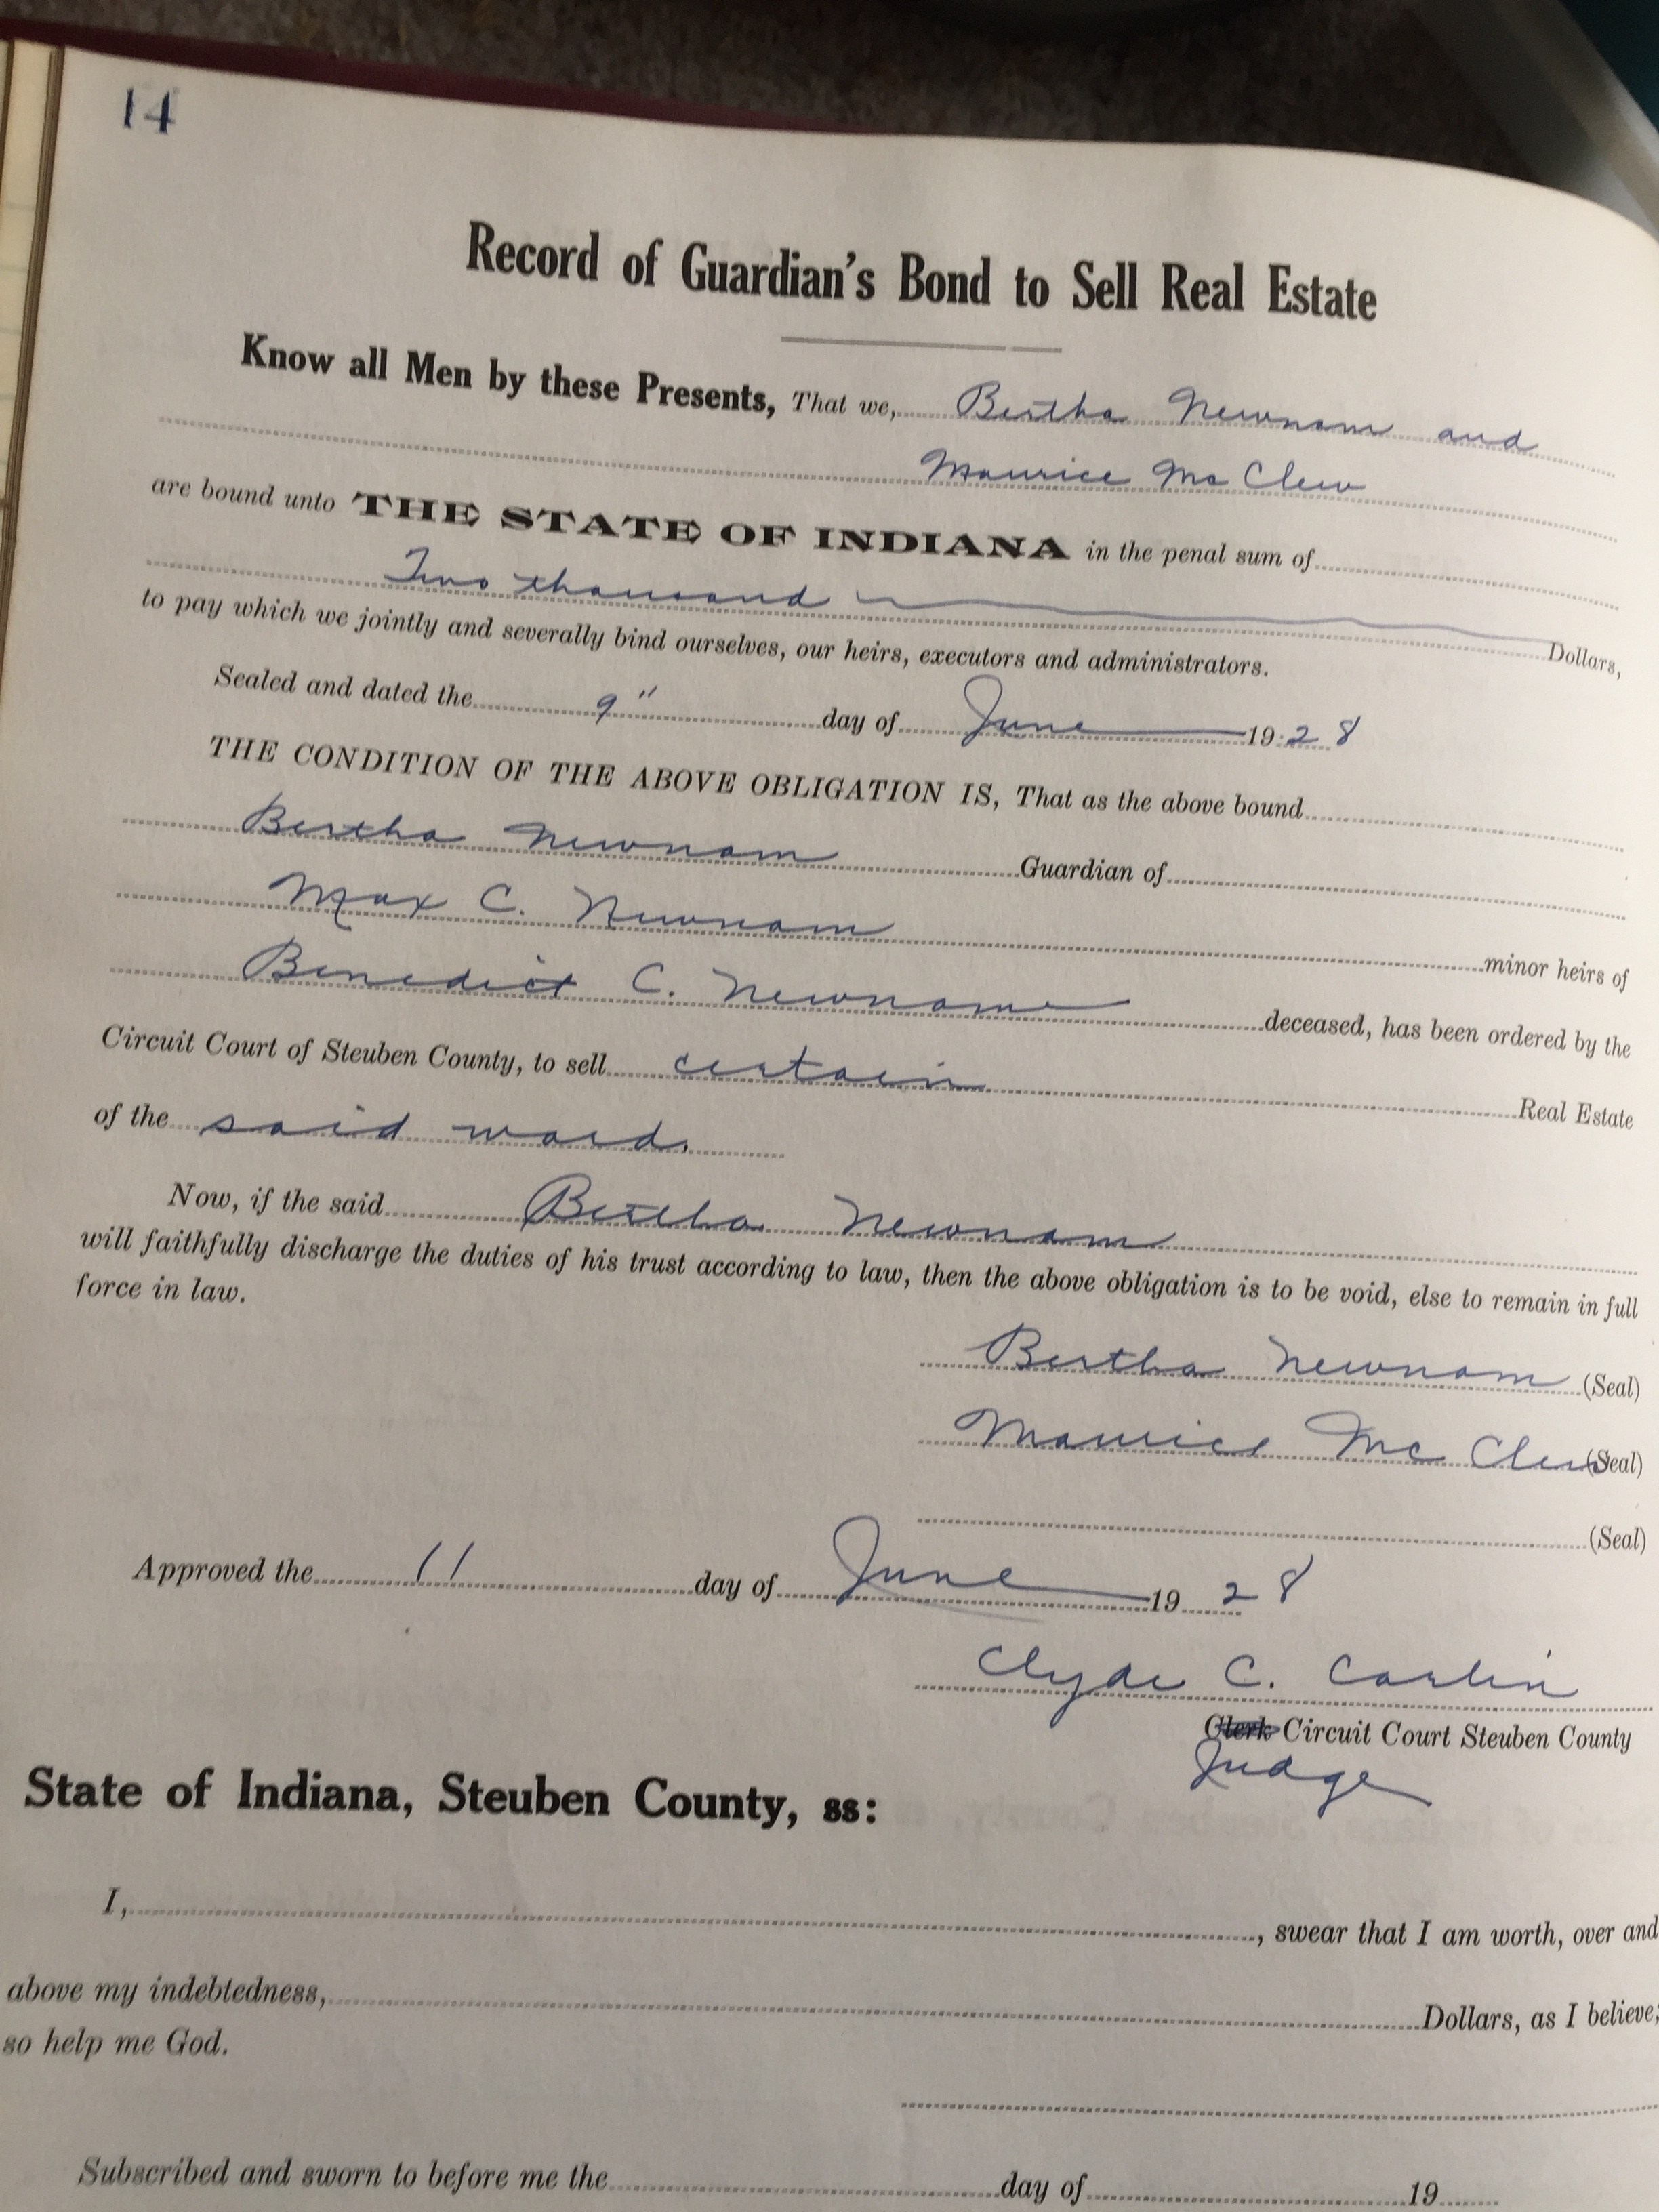 14
Record of Guardian's Bond to Sell Real Estate
Know all Men by these Presents, That we, Bertha Newnam and
Maurice Mc Clew
are bound unto THE STATE OF INDIANA in the penal sum of
Two thousand Dollars,
to pay which we jointly and severally bind ourselves, our heirs, executors and administrators.
Sealed and dated the 9" day of June 1928
THE CONDITION OF THE ABOVE OBLIGATION IS, That as the above bound
Bertha Newnam Guardian of
Max C. Newnam minor heirs of
Benedict C. Newnam deceased, has been ordered by the
Circuit Court of Steuben County, to sell certain Real Estate
of the said ward.
Now, if the said Bertha Newnam
will faithfully discharge the duties of his trust according to law, then the above obligation is to be void, else to remain in full
force in law.
Bertha Newnam (Seal)
Maurice Mc Clew (Seal)
(Seal)
Approved the 11 day of June 1928
Clyde C. Carlin
Clerk Circuit Court Steuben County
Judge
State of Indiana, Steuben County, ss:
I, , swear that I am worth, over and
above my indebtedness, Dollars, as I believe;
so help me God.
Subscribed and sworn to before me the day of 19